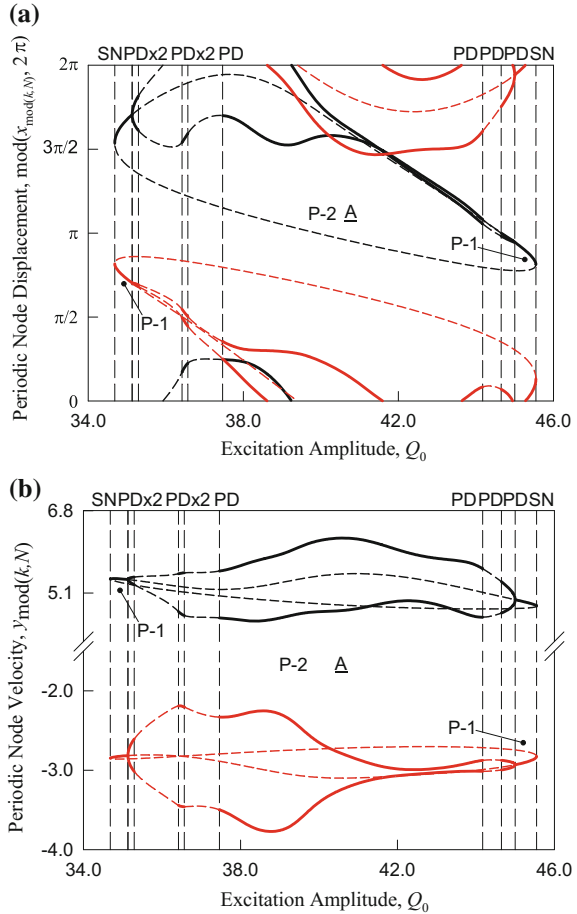 (a)
SNPDx2 PDx2 PD PDPDPDSN
2π
3π/2
π
π/2
0
P-2 A
P-1
P-1
34.0 38.0 42.0 46.0
Periodic Node Displacement, mod(x_mod(k,N), 2π)
Excitation Amplitude, Q_0
(b)
6.8
SNPDx2 PDx2 PD PDPDPDSN
5.1
-2.0
-3.0
-4.0
P-1
P-2 A
P-1
34.0 38.0 42.0 46.0
Periodic Node Velocity, y_mod(k,N)
Excitation Amplitude, Q_0